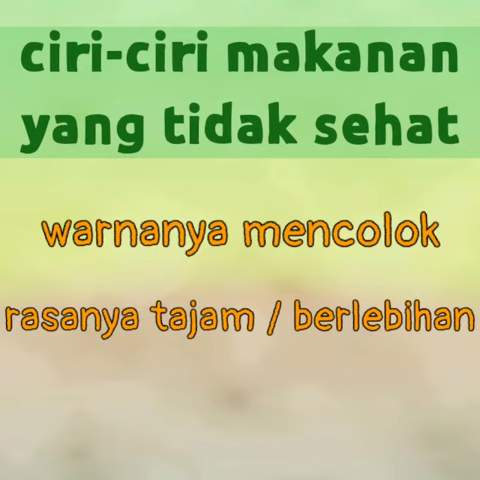 ciri-ciri makanan
yang tidak sehat
warnanya mencolok
rasanya tajam / berlebihan